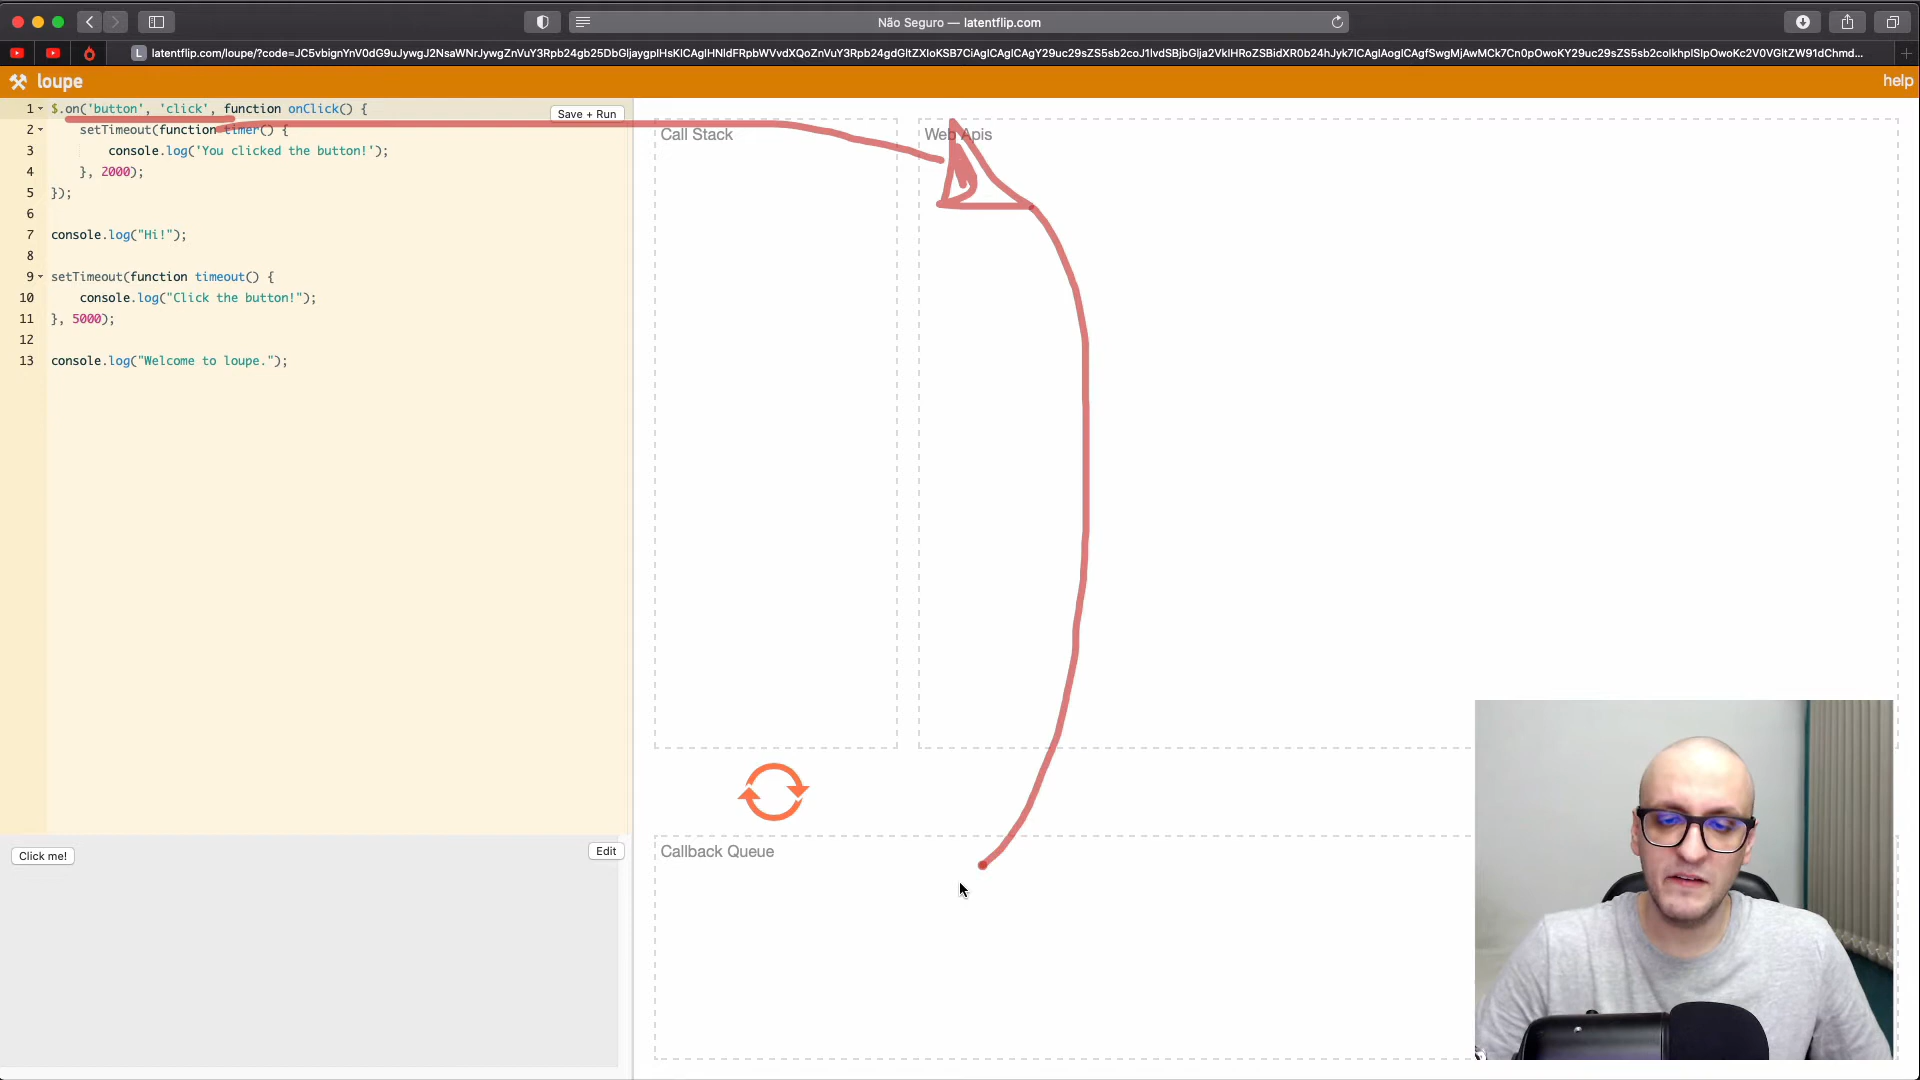 Não Seguro — latentflip.com
loupe
help
1 $.on('button', 'click', function onClick() {
2 setTimeout(function timer() {
3 console.log('You clicked the button!');
4 }, 2000);
5 });
6
7 console.log("Hi!");
8
9 setTimeout(function timeout() {
10 console.log("Click the button!");
11 }, 5000);
12
13 console.log("Welcome to loupe.");
Save + Run
Call Stack
Web Apis
Click me!
Edit
Callback Queue